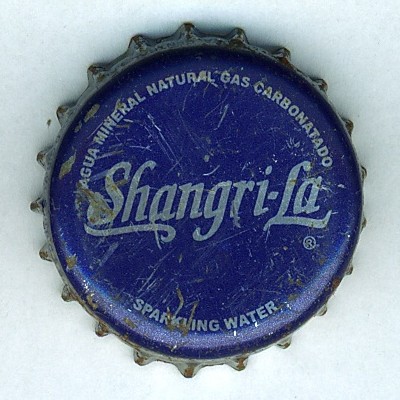 AGUA MINERAL NATURAL GAS CARBONATADO
Shangri-La ®
SPARKLING WATER